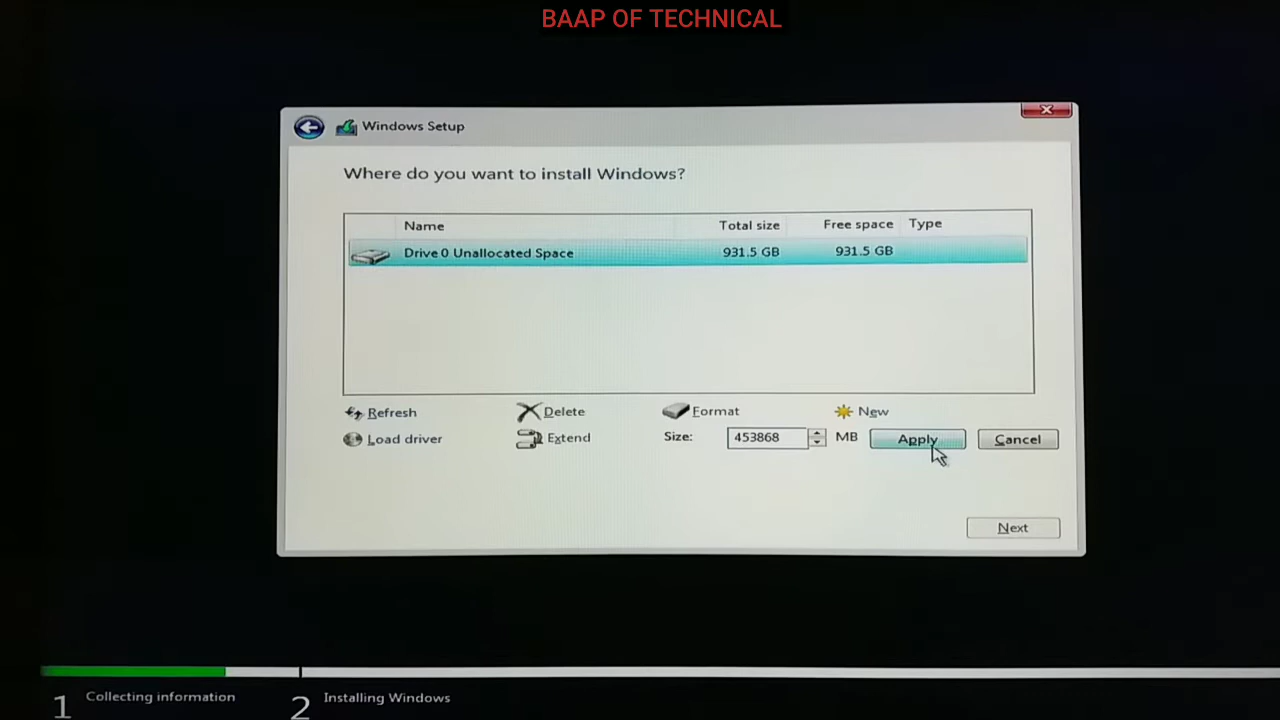 BAAP OF TECHNICAL
Windows Setup
Where do you want to install Windows?
Name Total size Free space Type
Drive 0 Unallocated Space 931.5 GB 931.5 GB
Refresh Delete Format New
Load driver Extend Size: 453868 MB Apply Cancel
Next
1 Collecting information 2 Installing Windows